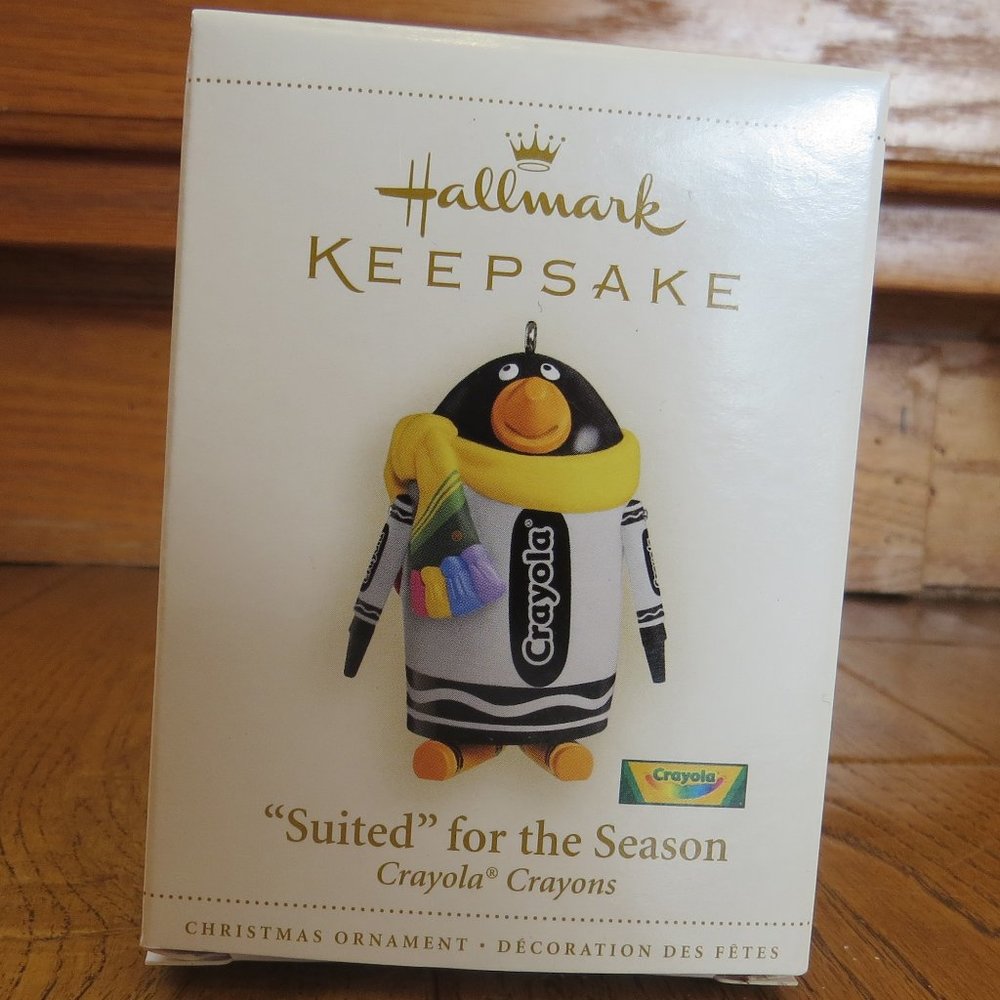 Hallmark
KEEPSAKE
Crayola®
Crayola
“Suited” for the Season
Crayola® Crayons
CHRISTMAS ORNAMENT • DÉCORATION DES FÊTES